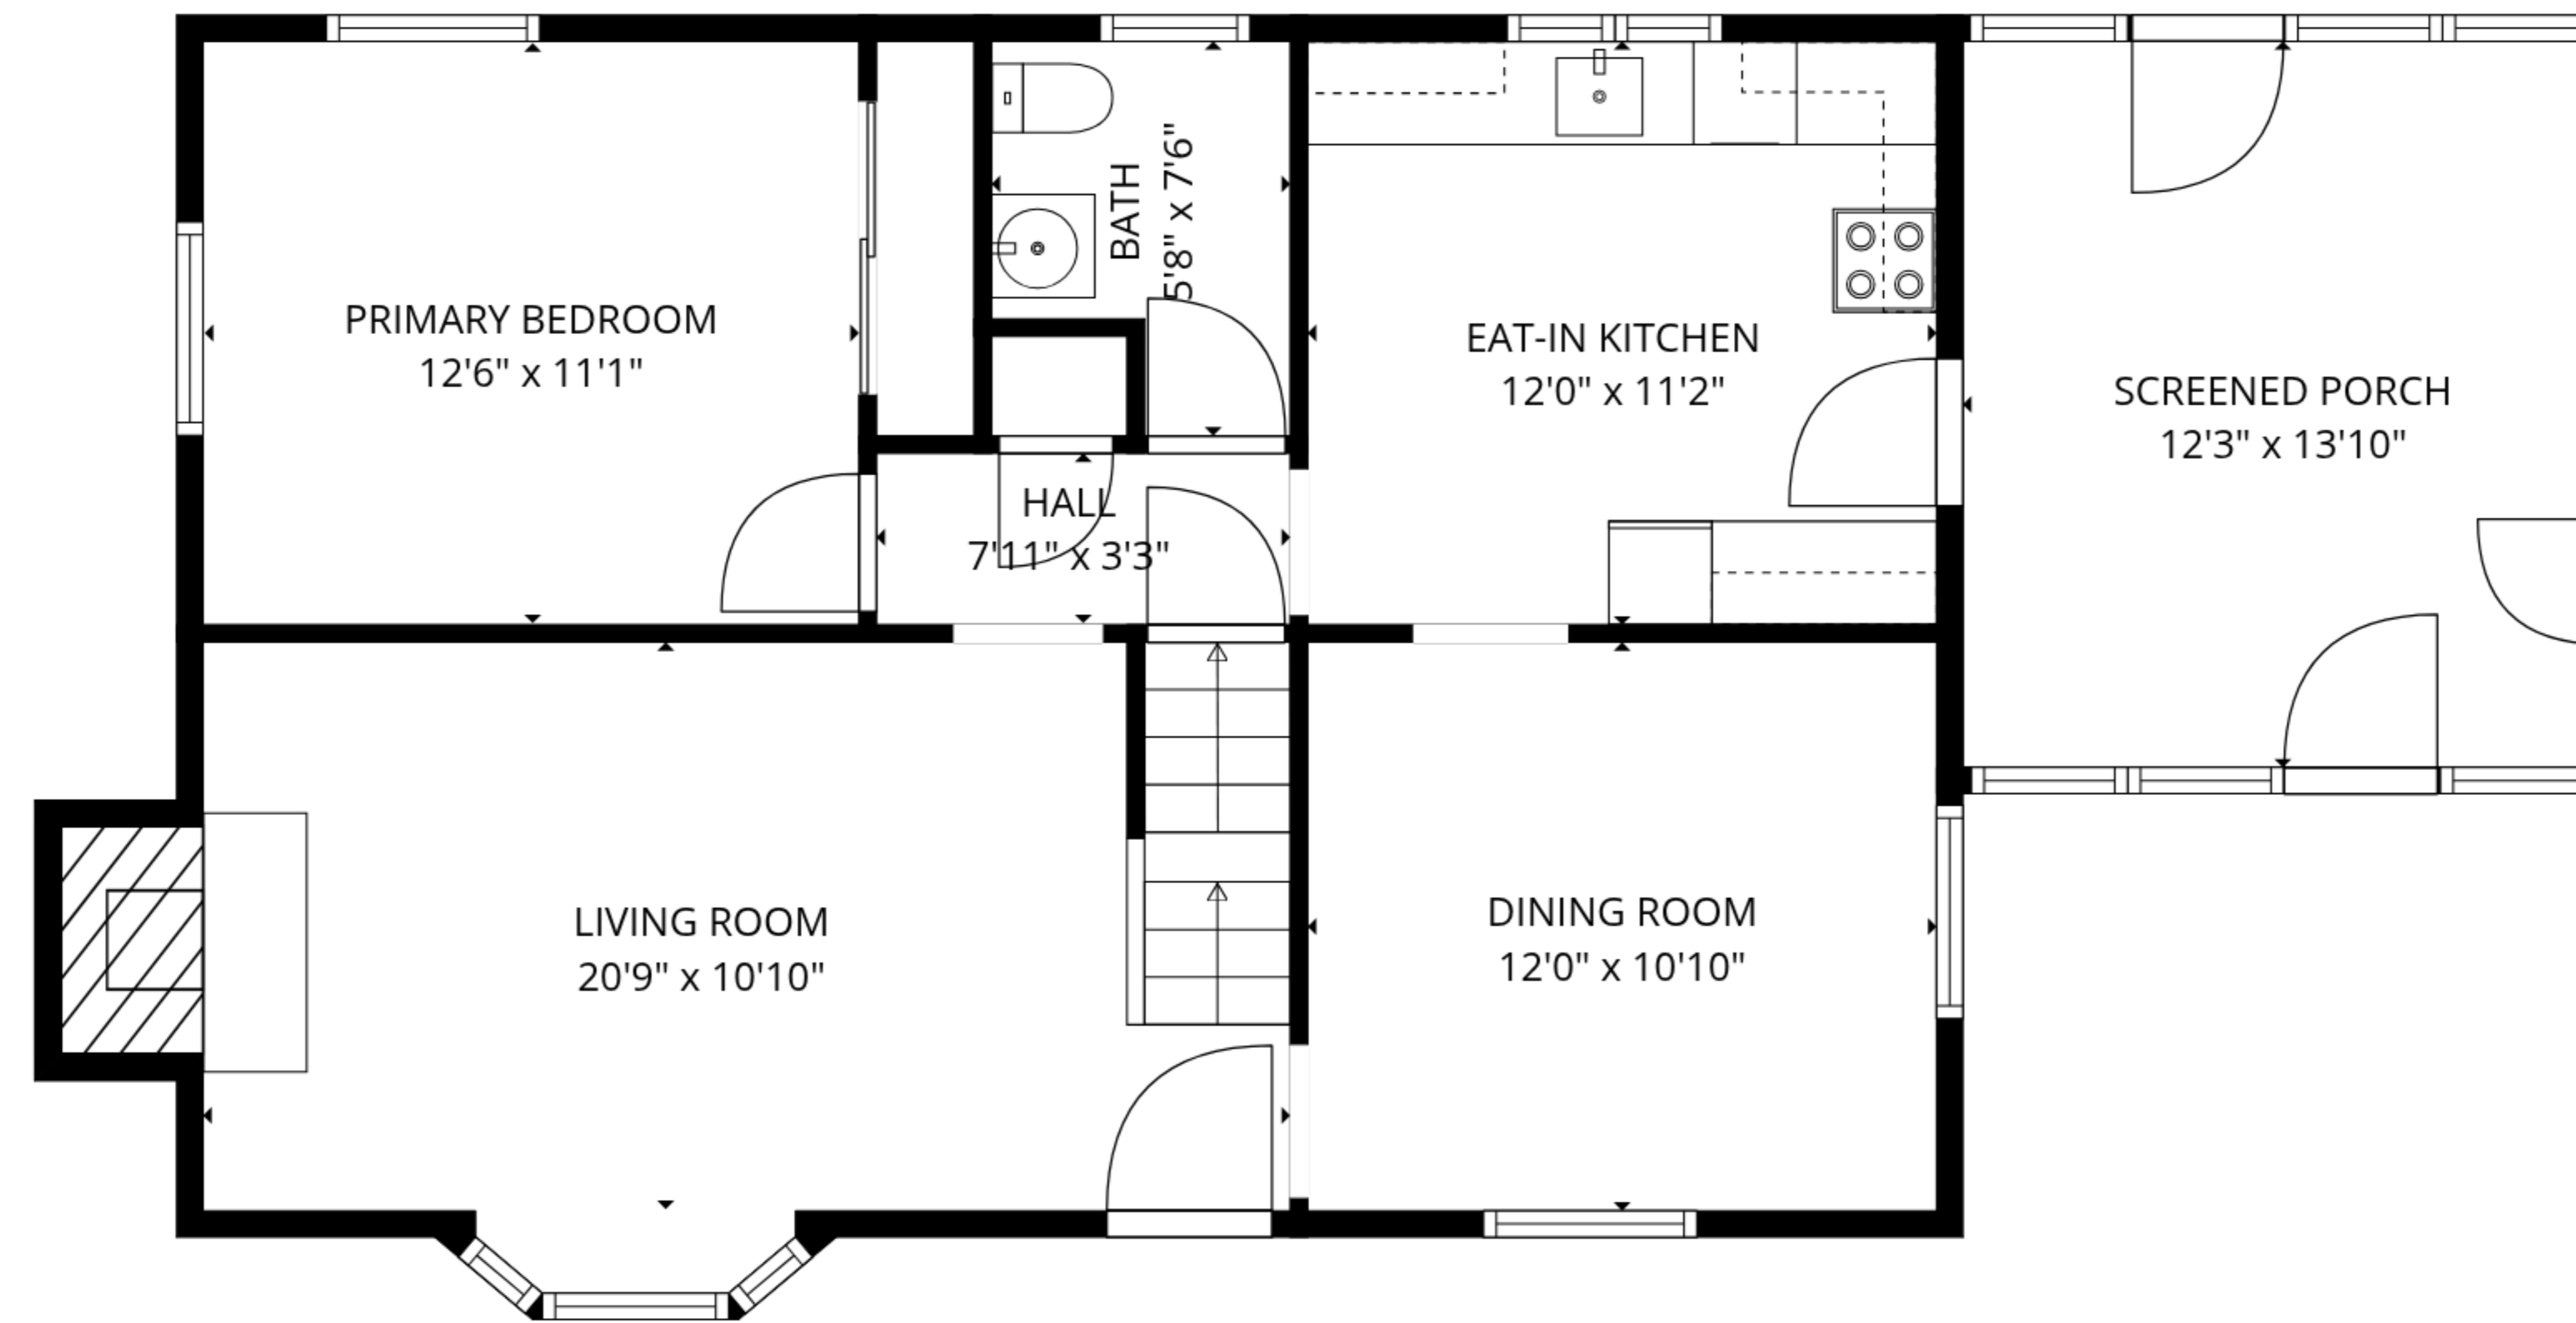 PRIMARY BEDROOM
12'6" x 11'1"
BATH
5'8" x 7'6"
EAT-IN KITCHEN
12'0" x 11'2"
SCREENED PORCH
12'3" x 13'10"
HALL
7'11" x 3'3"
LIVING ROOM
20'9" x 10'10"
DINING ROOM
12'0" x 10'10"